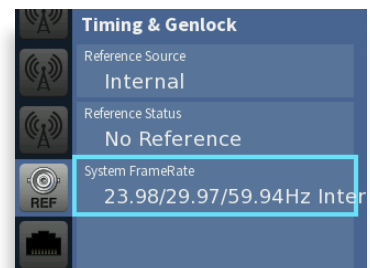 Timing & Genlock
Reference Source
Internal
Reference Status
No Reference
System FrameRate
23.98/29.97/59.94Hz Inter
REF